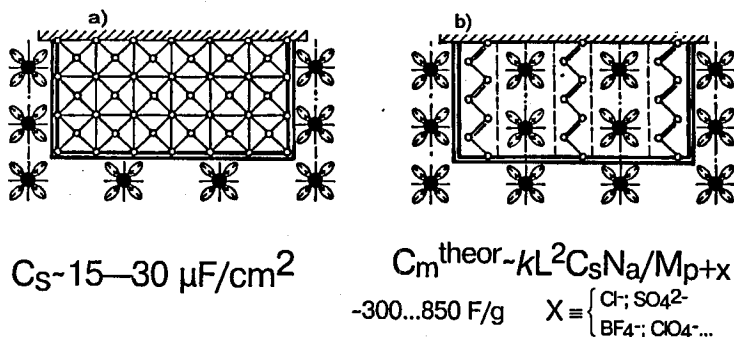 a)
b)
Cs~15—30 μF/cm²
Cmᵗʰᵉᵒʳ~kL²CsNa/Mp+x
~300...850 F/g X ≡ { Cl⁻; SO4²⁻
BF4⁻; ClO4⁻...